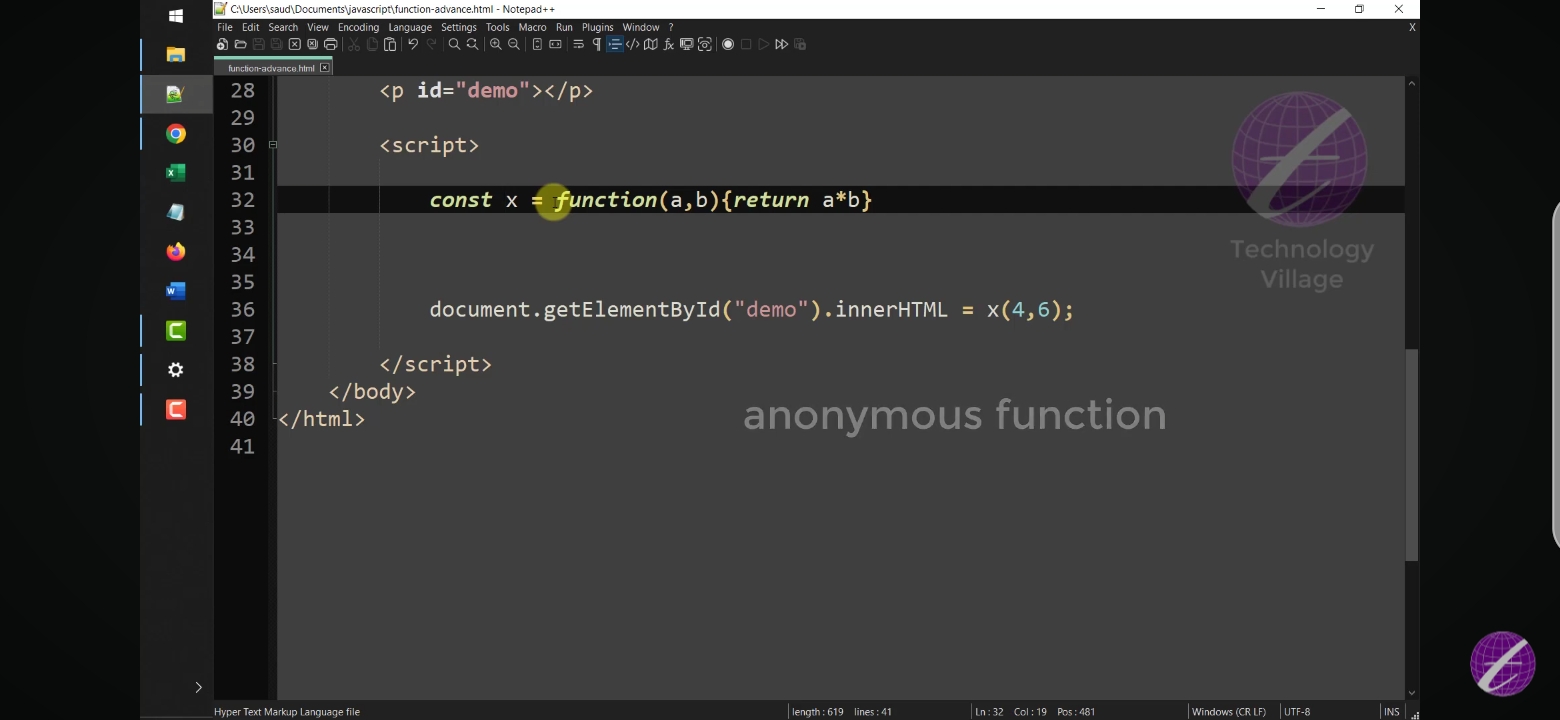 C:\Users\saud\Documents\javascript\function-advance.html - Notepad++
File Edit Search View Encoding Language Settings Tools Macro Run Plugins Window ? X
function-advance.html
28 <p id="demo"></p>
29
30 <script>
31
32 const x = function(a,b){return a*b}
33
34
35
36 document.getElementById("demo").innerHTML = x(4,6);
37
38 </script>
39 </body>
40 </html>
41
Technology
Village
anonymous function
Hyper Text Markup Language file length : 619 lines : 41 Ln : 32 Col : 19 Pos : 481 Windows (CR LF) UTF-8 INS